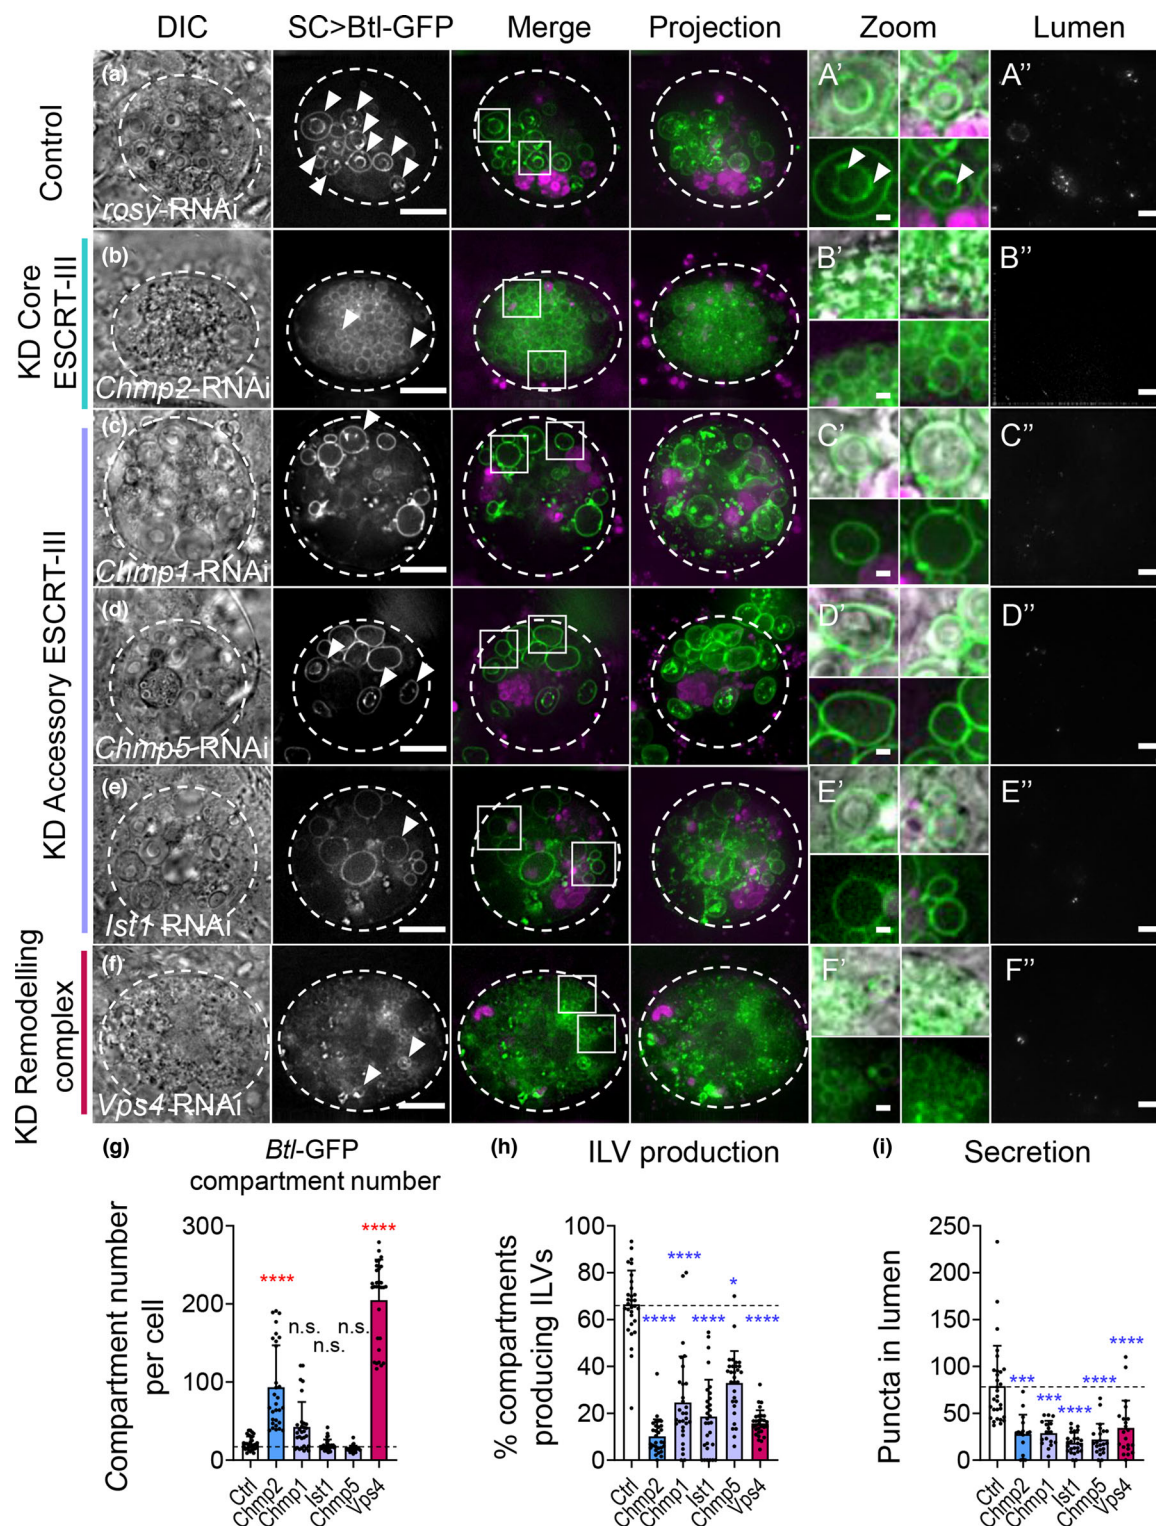 DIC SC>Btl-GFP Merge Projection Zoom Lumen
Control
(a)
rosy-RNAi
A'
A''
KD Core
ESCRT-III
(b)
Chmp2-RNAi
B'
B''
KD Accessory ESCRT-III
(c)
Chmp1-RNAi
C'
C''
(d)
Chmp5-RNAi
D'
D''
(e)
Ist1-RNAi
E'
E''
KD Remodelling
complex
(f)
Vps4-RNAi
F'
F''
(g) Btl-GFP
compartment number
Compartment number
per cell
300
200
100
0
****
n.s.
n.s.
n.s.
****
Ctrl Chmp2 Chmp1 Ist1 Chmp5 Vps4
(h) ILV production
% compartments
producing ILVs
100
80
60
40
20
0
****
****
****
*
****
Ctrl Chmp2 Chmp1 Ist1 Chmp5 Vps4
(i) Secretion
Puncta in lumen
250
200
150
100
50
0
***
***
****
****
****
Ctrl Chmp2 Chmp1 Ist1 Chmp5 Vps4